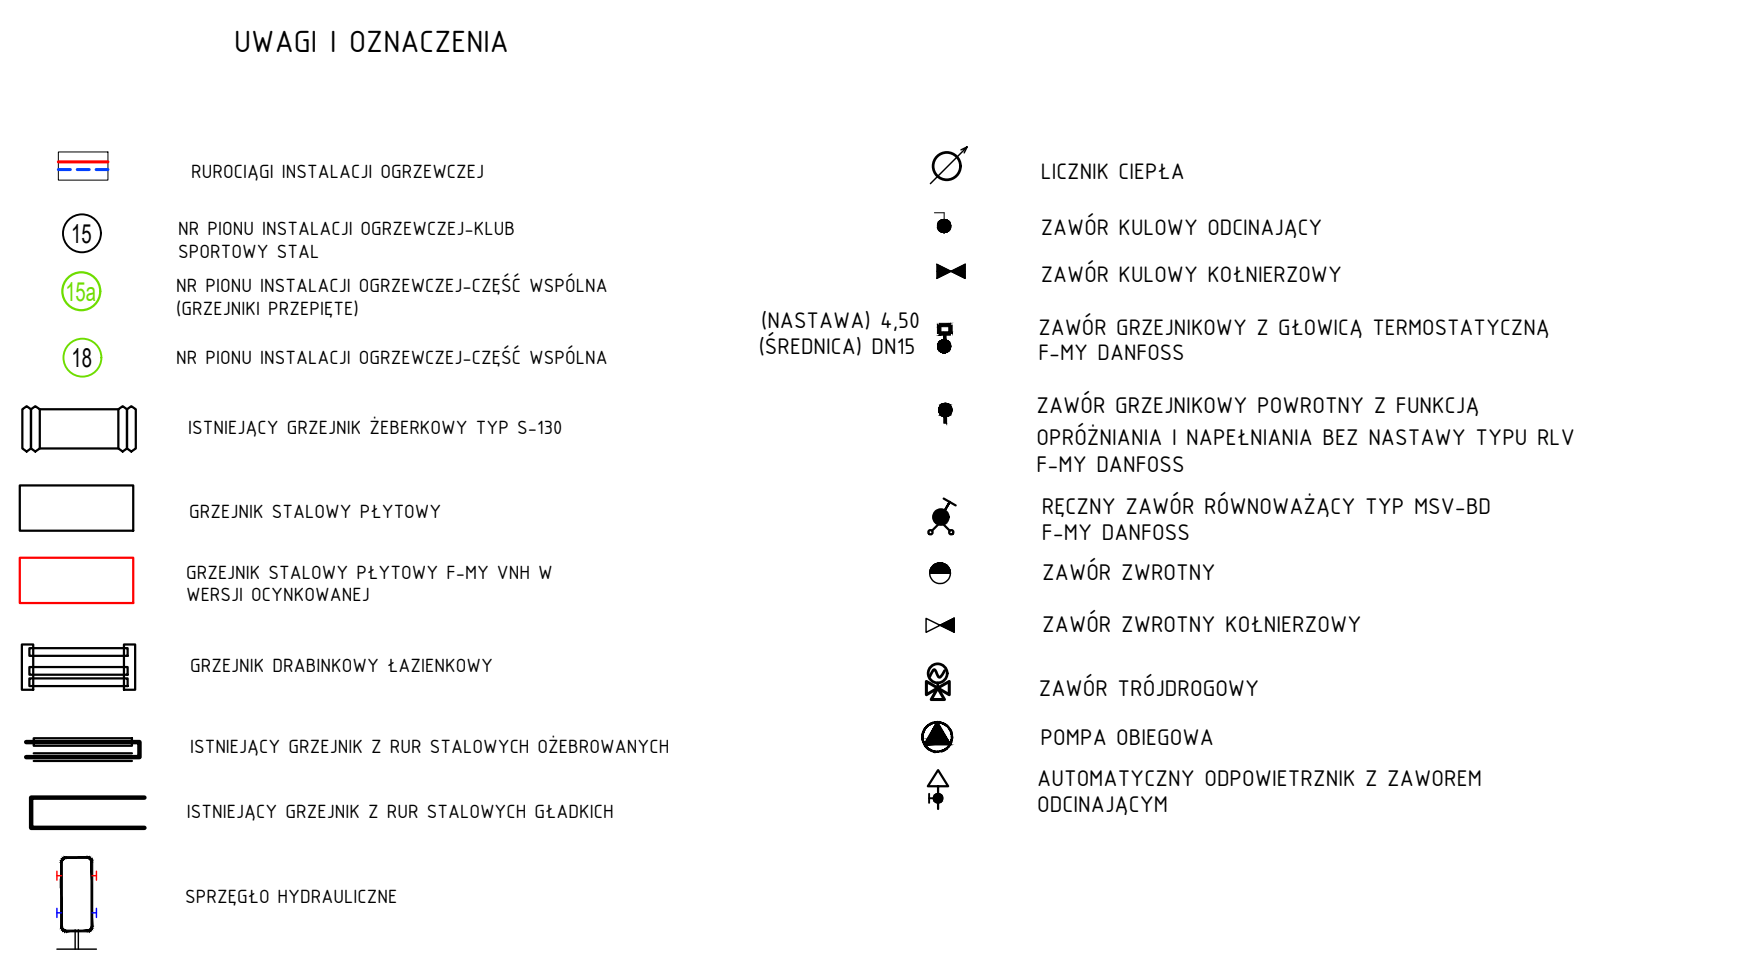 UWAGI I OZNACZENIA
RUROCIĄGI INSTALACJI OGRZEWCZEJ
15
NR PIONU INSTALACJI OGRZEWCZEJ-KLUB
SPORTOWY STAL
15a
NR PIONU INSTALACJI OGRZEWCZEJ-CZĘŚĆ WSPÓLNA
(GRZEJNIKI PRZEPIĘTE)
18
NR PIONU INSTALACJI OGRZEWCZEJ-CZĘŚĆ WSPÓLNA
ISTNIEJĄCY GRZEJNIK ŻEBERKOWY TYP S-130
GRZEJNIK STALOWY PŁYTOWY
GRZEJNIK STALOWY PŁYTOWY F-MY VNH W
WERSJI OCYNKOWANEJ
GRZEJNIK DRABINKOWY ŁAZIENKOWY
ISTNIEJĄCY GRZEJNIK Z RUR STALOWYCH OŻEBROWANYCH
ISTNIEJĄCY GRZEJNIK Z RUR STALOWYCH GŁADKICH
SPRZĘGŁO HYDRAULICZNE
LICZNIK CIEPŁA
ZAWÓR KULOWY ODCINAJĄCY
ZAWÓR KULOWY KOŁNIERZOWY
(NASTAWA) 4,50
(ŚREDNICA) DN15
ZAWÓR GRZEJNIKOWY Z GŁOWICĄ TERMOSTATYCZNĄ
F-MY DANFOSS
ZAWÓR GRZEJNIKOWY POWROTNY Z FUNKCJĄ
OPRÓŻNIANIA I NAPEŁNIANIA BEZ NASTAWY TYPU RLV
F-MY DANFOSS
RĘCZNY ZAWÓR RÓWNOWAŻĄCY TYP MSV-BD
F-MY DANFOSS
ZAWÓR ZWROTNY
ZAWÓR ZWROTNY KOŁNIERZOWY
ZAWÓR TRÓJDROGOWY
POMPA OBIEGOWA
AUTOMATYCZNY ODPOWIETRZNIK Z ZAWOREM
ODCINAJĄCYM